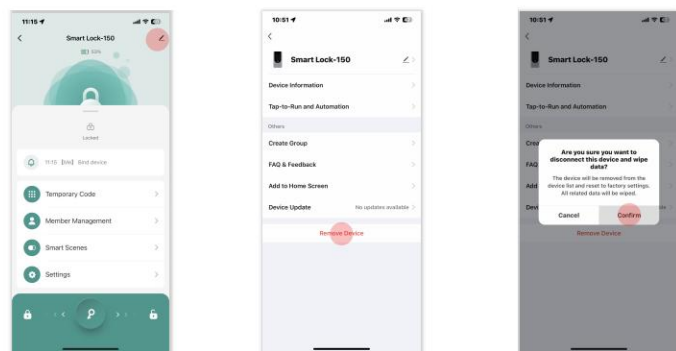 11:15
Smart Lock-150
Locked
Temporary Code
Member Management
Smart Scenes
Settings
10:51
Smart Lock-150
Device Information
Tap-to-Run and Automation
Others
Create Group
FAQ & Feedback
Add to Home Screen
Device Update No updates available
Remove Device
10:51
Smart Lock-150
Device Information
Tap-to-Run and Automation
Others
Crea
FAQ
Add
Devi
Are you sure you want to
disconnect this device and wipe
data?
The device will be removed from the
device list and reset to factory settings.
All related data will be wiped.
Cancel Confirm
Remove Device